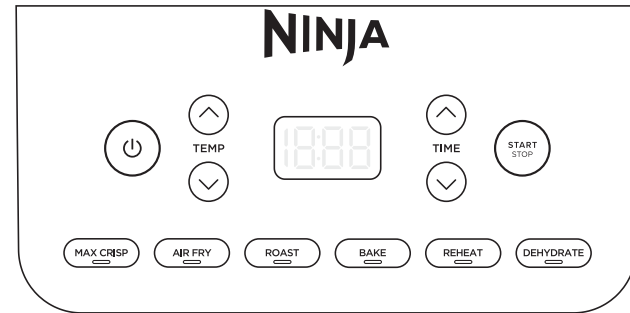 NINJA
TEMP
18:88
TIME
START
STOP
MAX CRISP
AIR FRY
ROAST
BAKE
REHEAT
DEHYDRATE